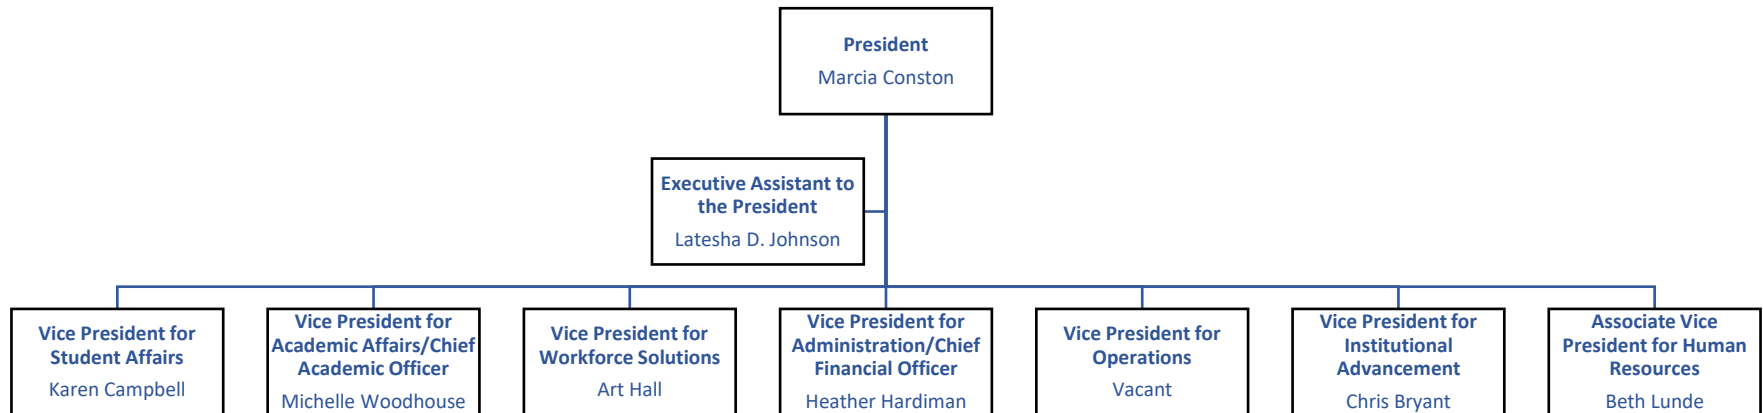 President
Marcia Conston
Executive Assistant to
the President
Latesha D. Johnson
Vice President for
Student Affairs
Karen Campbell
Vice President for
Academic Affairs/Chief
Academic Officer
Michelle Woodhouse
Vice President for
Workforce Solutions
Art Hall
Vice President for
Administration/Chief
Financial Officer
Heather Hardiman
Vice President for
Operations
Vacant
Vice President for
Institutional
Advancement
Chris Bryant
Associate Vice
President for Human
Resources
Beth Lunde